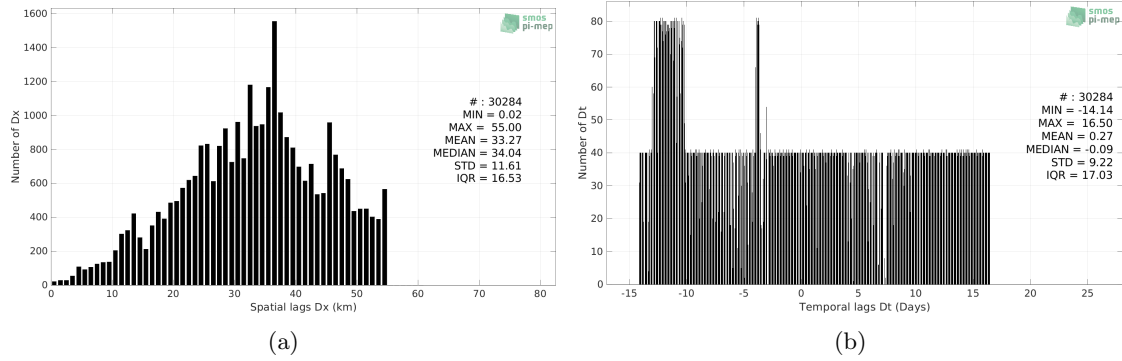 1600
1400
1200
1000
800
600
400
200
0
Number of Dx
0 10 20 30 40 50 60 70 80
Spatial lags Dx (km)
smos
pi-mep
# : 30284
MIN = 0.02
MAX = 55.00
MEAN = 33.27
MEDIAN = 34.04
STD = 11.61
IQR = 16.53
(a)
80
70
60
50
40
30
20
10
0
Number of Dt
-15 -10 -5 0 5 10 15 20 25
Temporal lags Dt (Days)
smos
pi-mep
# : 30284
MIN = -14.14
MAX = 16.50
MEAN = 0.27
MEDIAN = -0.09
STD = 9.22
IQR = 17.03
(b)